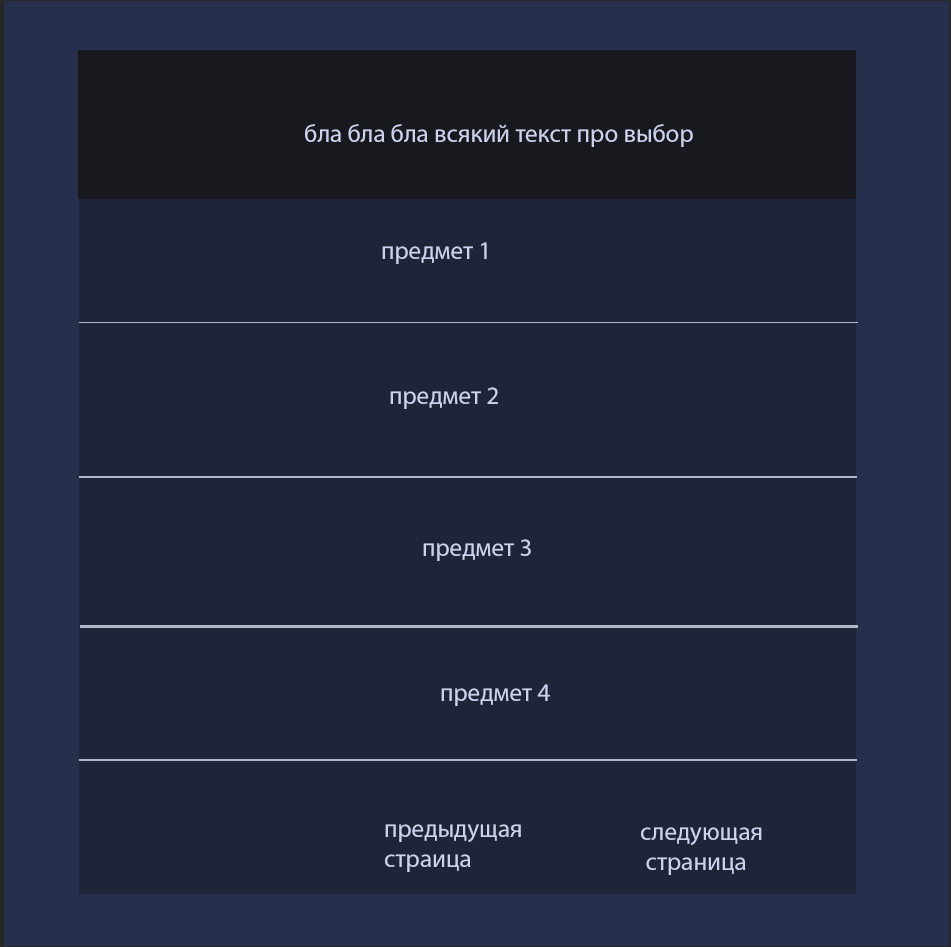 бла бла бла всякий текст про выбор
предмет 1
предмет 2
предмет 3
предмет 4
предыдущая
страица
следующая
страница